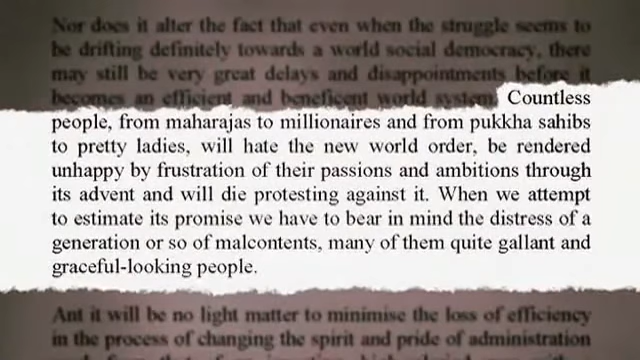 Nor does it alter the fact that even when the struggle seems to
be drifting definitely towards a world social democracy, there
may still be very great delays and disappointments before it
becomes an efficient and beneficent world system. Countless
people, from maharajas to millionaires and from pukkha sahibs
to pretty ladies, will hate the new world order, be rendered
unhappy by frustration of their passions and ambitions through
its advent and will die protesting against it. When we attempt
to estimate its promise we have to bear in mind the distress of a
generation or so of malcontents, many of them quite gallant and
graceful-looking people.
Ant it will be no light matter to minimise the loss of efficiency
in the process of changing the spirit and pride of administration